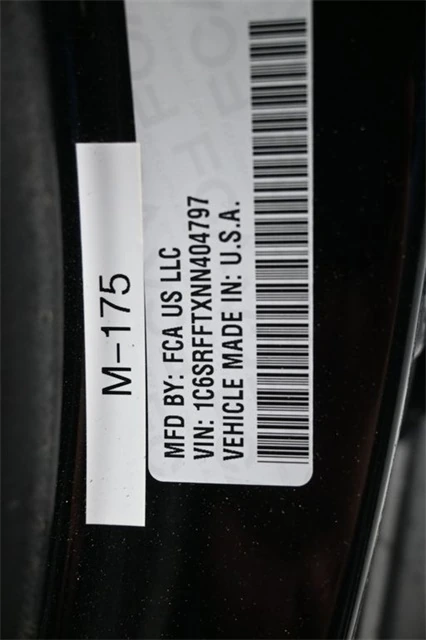 M-175
MFD BY: FCA US LLC
VIN: 1C6SRFFTXNN404797
VEHICLE MADE IN: U.S.A.